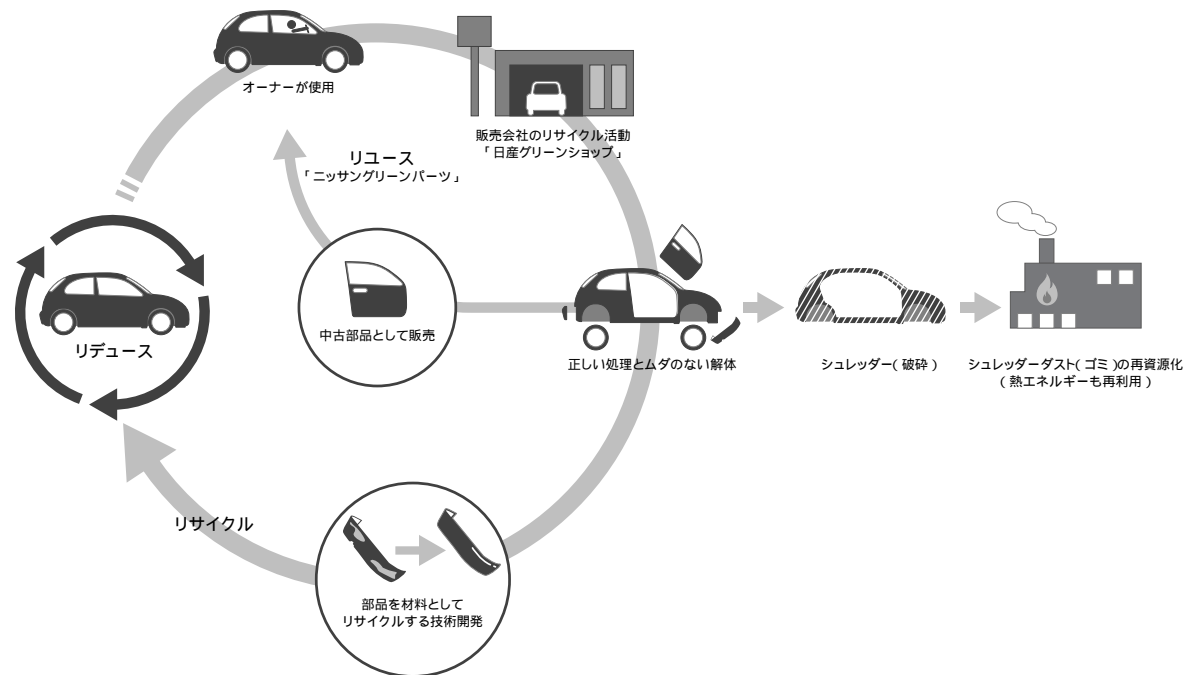 オーナーが使用
販売会社のリサイクル活動
「日産グリーンショップ」
リユース
「ニッサングリーンパーツ」
中古部品として販売
リデュース
正しい処理とムダのない解体
シュレッダー(破砕)
シュレッダーダスト(ゴミ)の再資源化
(熱エネルギーも再利用)
リサイクル
部品を材料として
リサイクルする技術開発